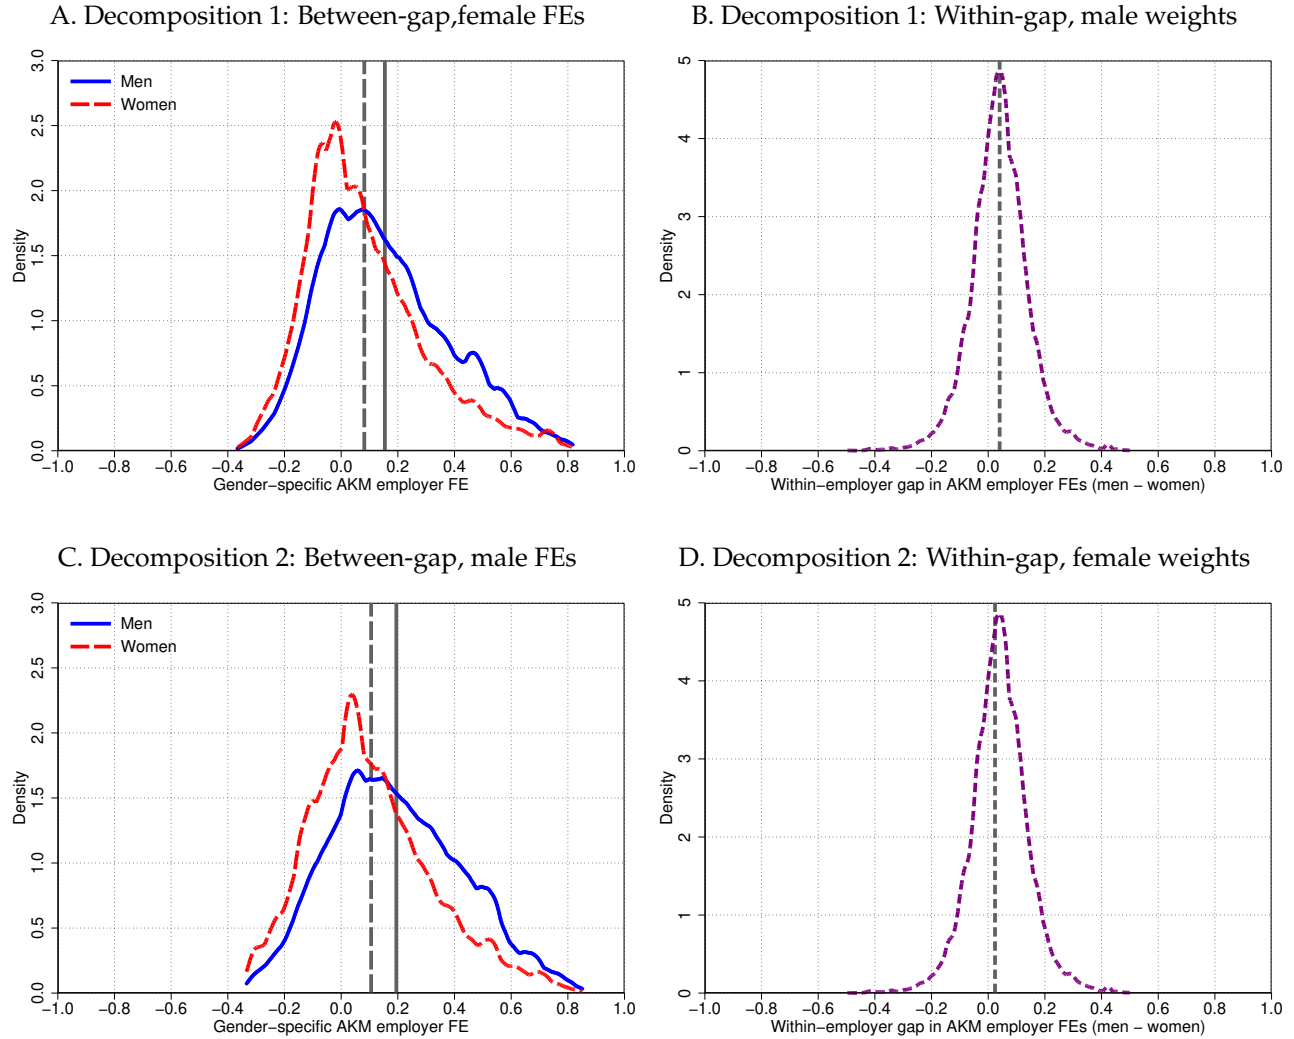 A. Decomposition 1: Between-gap,female FEs
3.0
2.5
2.0
1.5
1.0
0.5
0.0
Density
Men
Women
−1.0 −0.8 −0.6 −0.4 −0.2 0.0 0.2 0.4 0.6 0.8 1.0
Gender−specific AKM employer FE
B. Decomposition 1: Within-gap, male weights
5
4
3
2
1
0
Density
−1.0 −0.8 −0.6 −0.4 −0.2 0.0 0.2 0.4 0.6 0.8 1.0
Within−employer gap in AKM employer FEs (men − women)
C. Decomposition 2: Between-gap, male FEs
3.0
2.5
2.0
1.5
1.0
0.5
0.0
Density
Men
Women
−1.0 −0.8 −0.6 −0.4 −0.2 0.0 0.2 0.4 0.6 0.8 1.0
Gender−specific AKM employer FE
D. Decomposition 2: Within-gap, female weights
5
4
3
2
1
0
Density
−1.0 −0.8 −0.6 −0.4 −0.2 0.0 0.2 0.4 0.6 0.8 1.0
Within−employer gap in AKM employer FEs (men − women)